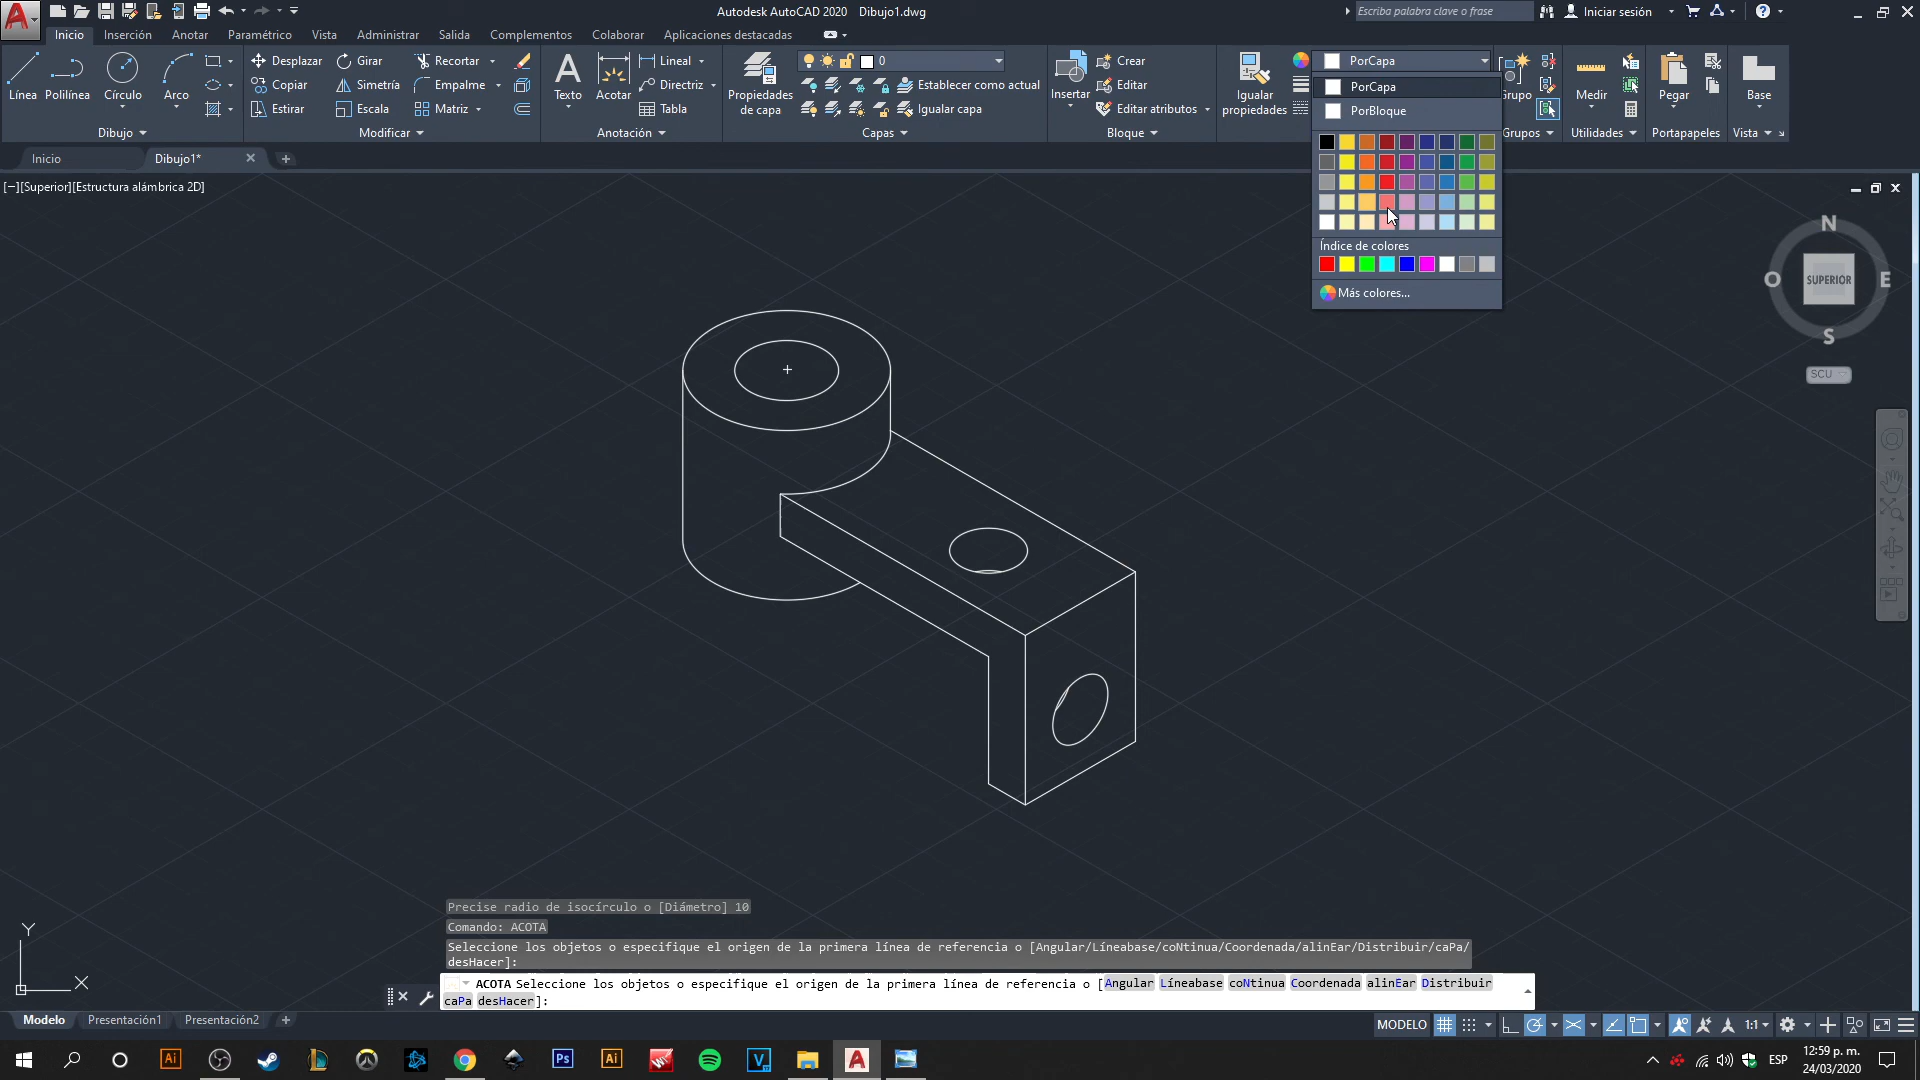 Autodesk AutoCAD 2020 Dibujo1.dwg
Escriba palabra clave o frase
Iniciar sesión
Inicio Inserción Anotar Paramétrico Vista Administrar Salida Complementos Colaborar Aplicaciones destacadas
Línea Polilínea Círculo Arco
Dibujo
Desplazar Girar Recortar
Copiar Simetría Empalme
Estirar Escala Matriz
Modificar
Texto Acotar
Lineal
Directriz
Tabla
Anotación
Propiedades
de capa
0
Establecer como actual
Igualar capa
Capas
Insertar
Crear
Editar
Editar atributos
Bloque
Igualar
propiedades
PorCapa
PorCapa
PorBloque
Índice de colores
Más colores...
Grupos
Medir
Utilidades
Pegar
Portapapeles
Base
Vista
Inicio
Dibujo1*
[−][Superior][Estructura alámbrica 2D]
N
O SUPERIOR E
S
SCU
Y
X
Precise radio de isocírculo o [Diámetro] 10
Comando: ACOTA
Seleccione los objetos o especifique el origen de la primera línea de referencia o [Angular/Líneabase/coNtinua/Coordenada/alinEar/Distribuir/caPa/
desHacer]:
ACOTA Seleccione los objetos o especifique el origen de la primera línea de referencia o [Angular Líneabase coNtinua Coordenada alinEar Distribuir
caPa desHacer]:
Modelo Presentación1 Presentación2
MODELO
1:1
Ai
Ps
Ai
V
A
ESP
12:59 p. m.
24/03/2020